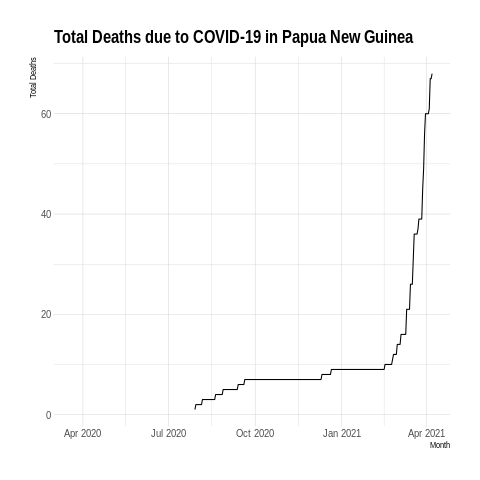 Total Deaths due to COVID-19 in Papua New Guinea
Total Deaths
60
40
20
0
Apr 2020 Jul 2020 Oct 2020 Jan 2021 Apr 2021
Month